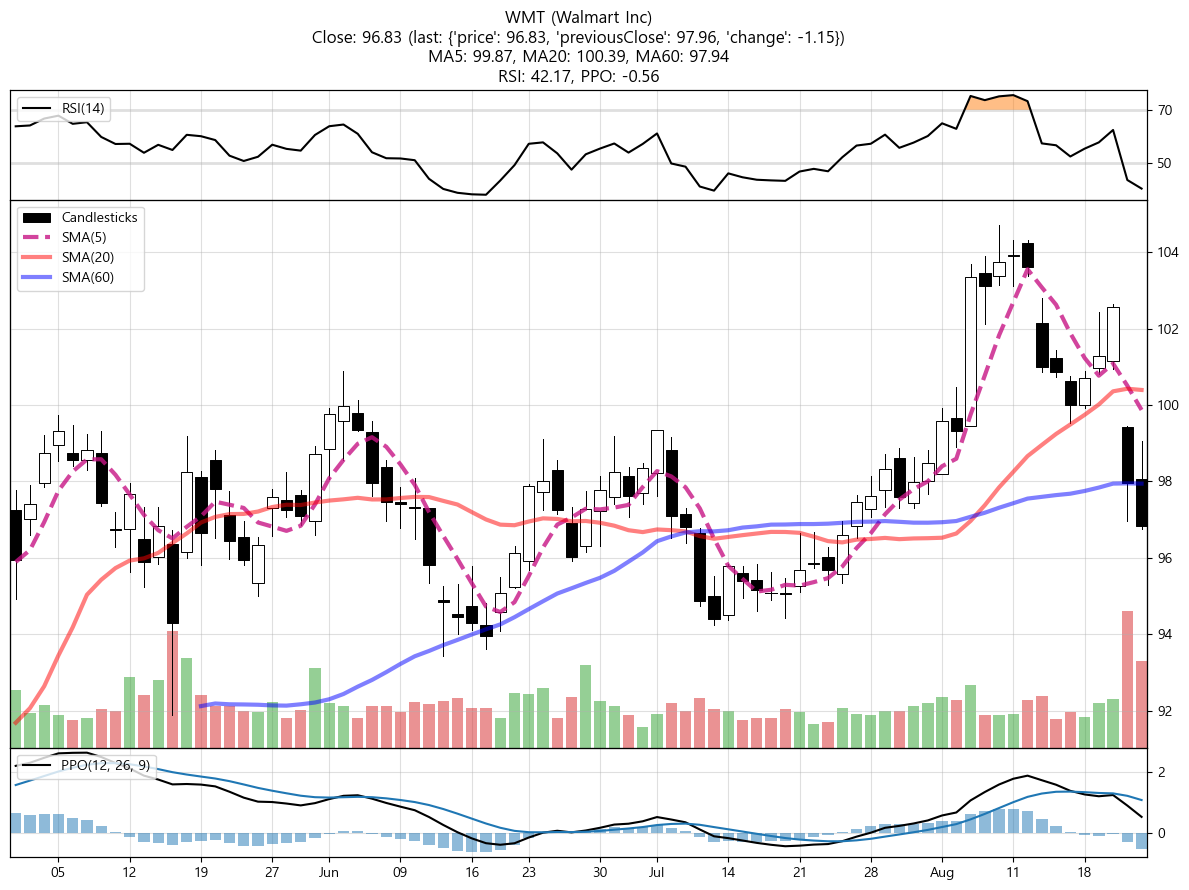 WMT (Walmart Inc)
Close: 96.83 (last: {'price': 96.83, 'previousClose': 97.96, 'change': -1.15})
MA5: 99.87, MA20: 100.39, MA60: 97.94
RSI: 42.17, PPO: -0.56
RSI(14)
70
50
Candlesticks
SMA(5)
SMA(20)
SMA(60)
104
102
100
98
96
94
92
PPO(12, 26, 9)
2
0
05 12 19 27 Jun 09 16 23 30 Jul 14 21 28 Aug 11 18